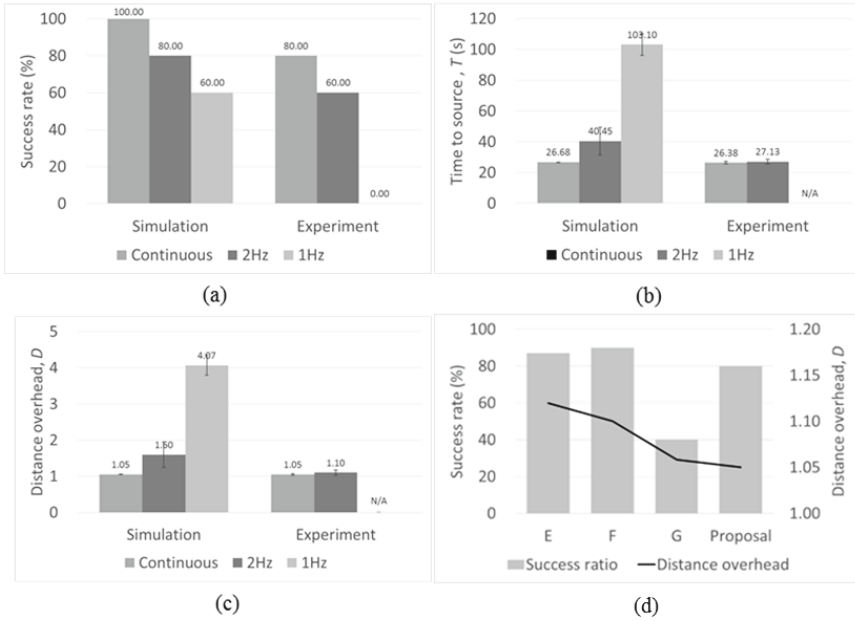 100.00
80.00
60.00
80.00
60.00
0.00
100
80
60
40
20
0
Success rate (%)
Simulation Experiment
Continuous 2Hz 1Hz
(a)
103.10
40.45
26.68
26.38
27.13
N/A
120
100
80
60
40
20
0
Time to source , T (s)
Simulation Experiment
Continuous 2Hz 1Hz
(b)
4.07
1.60
1.05
1.05
1.10
N/A
5
4
3
2
1
0
Distance overhead, D
Simulation Experiment
Continuous 2Hz 1Hz
(c)
100
80
60
40
20
0
Success rate (%)
1.20
1.15
1.10
1.05
1.00
Distance overhead, D
E F G Proposal
Success ratio Distance overhead
(d)